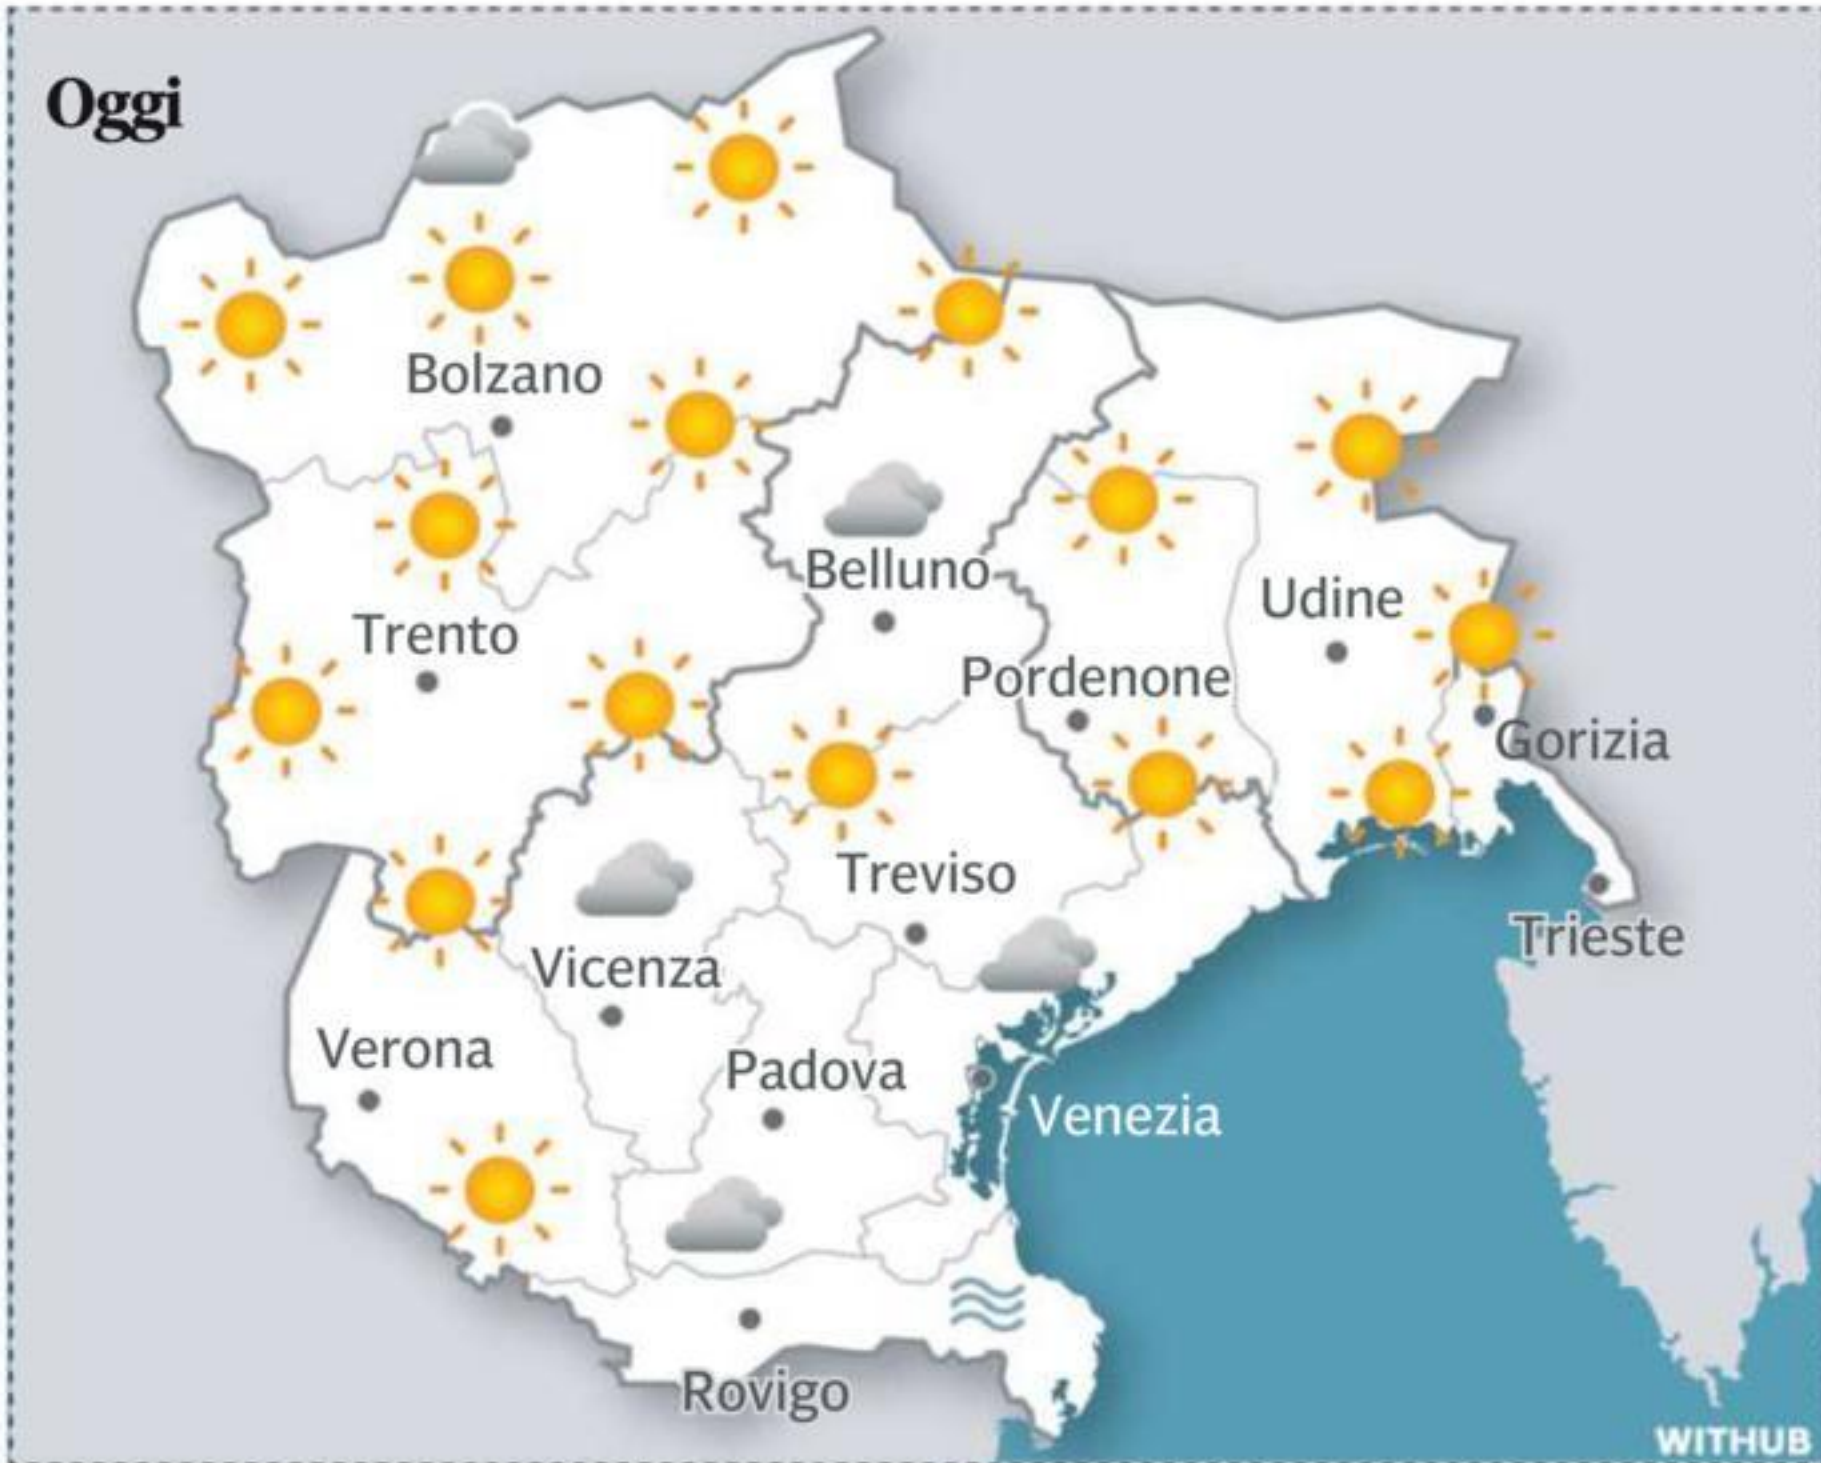 Oggi
Bolzano
Belluno
Udine
Trento
Pordenone
Gorizia
Treviso
Trieste
Vicenza
Verona
Padova
Venezia
Rovigo
WITHUB